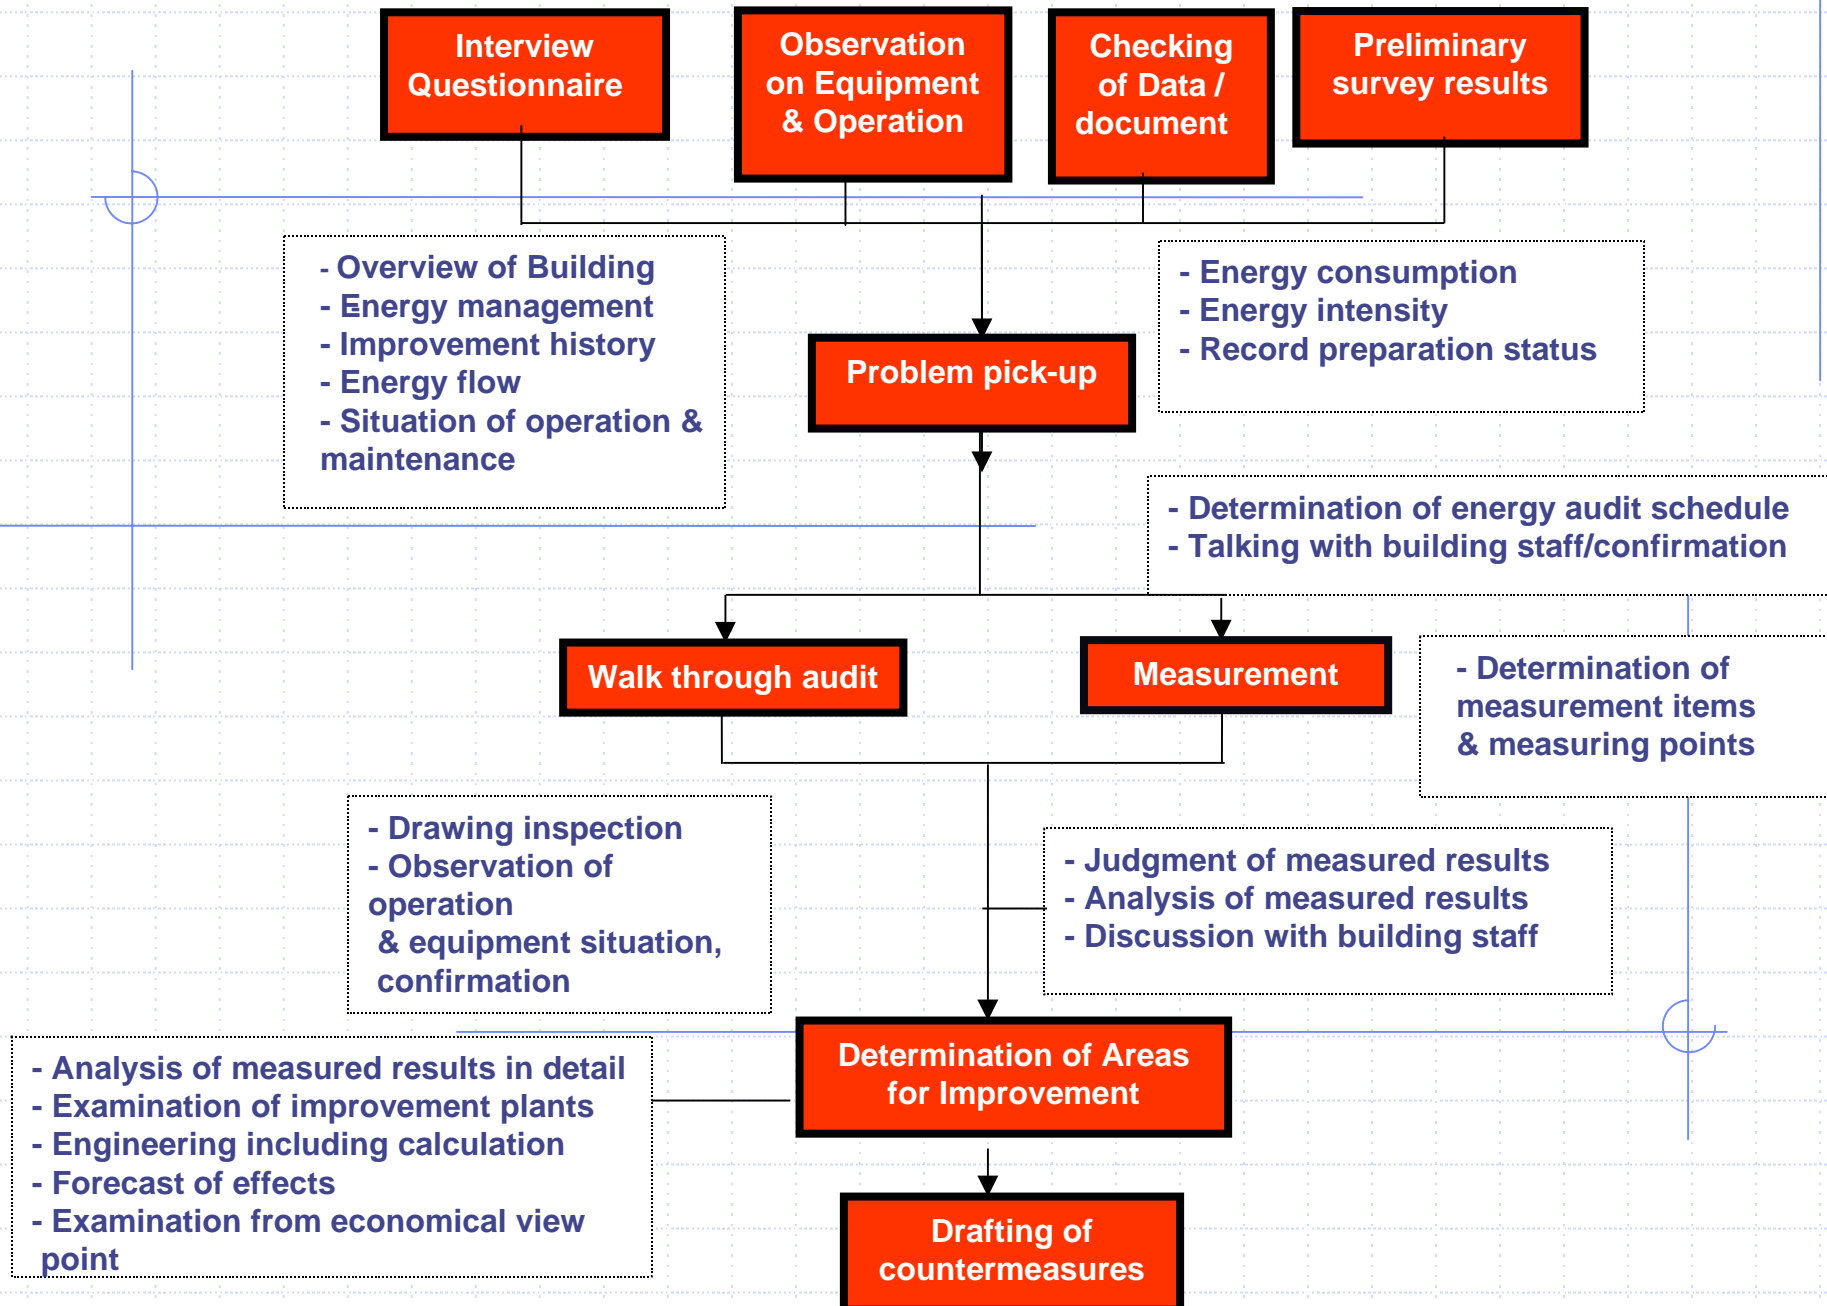 Interview
Questionnaire
Observation
on Equipment
& Operation
Checking
of Data /
document
Preliminary
survey results
- Overview of Building
- Energy management
- Improvement history
- Energy flow
- Situation of operation &
maintenance
- Energy consumption
- Energy intensity
- Record preparation status
Problem pick-up
- Determination of energy audit schedule
- Talking with building staff/confirmation
Walk through audit
Measurement
- Determination of
measurement items
& measuring points
- Drawing inspection
- Observation of
operation
& equipment situation,
confirmation
- Judgment of measured results
- Analysis of measured results
- Discussion with building staff
Determination of Areas
for Improvement
- Analysis of measured results in detail
- Examination of improvement plants
- Engineering including calculation
- Forecast of effects
- Examination from economical view
point
Drafting of
countermeasures